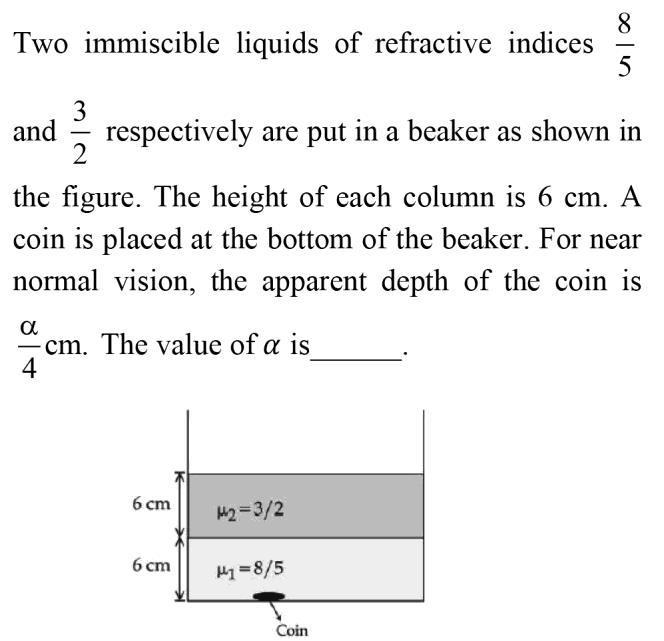 Two immiscible liquids of refractive indices 8/5
and 3/2 respectively are put in a beaker as shown in
the figure. The height of each column is 6 cm. A
coin is placed at the bottom of the beaker. For near
normal vision, the apparent depth of the coin is
α/4 cm. The value of α is______.
6 cm
μ2=3/2
6 cm
μ1=8/5
Coin